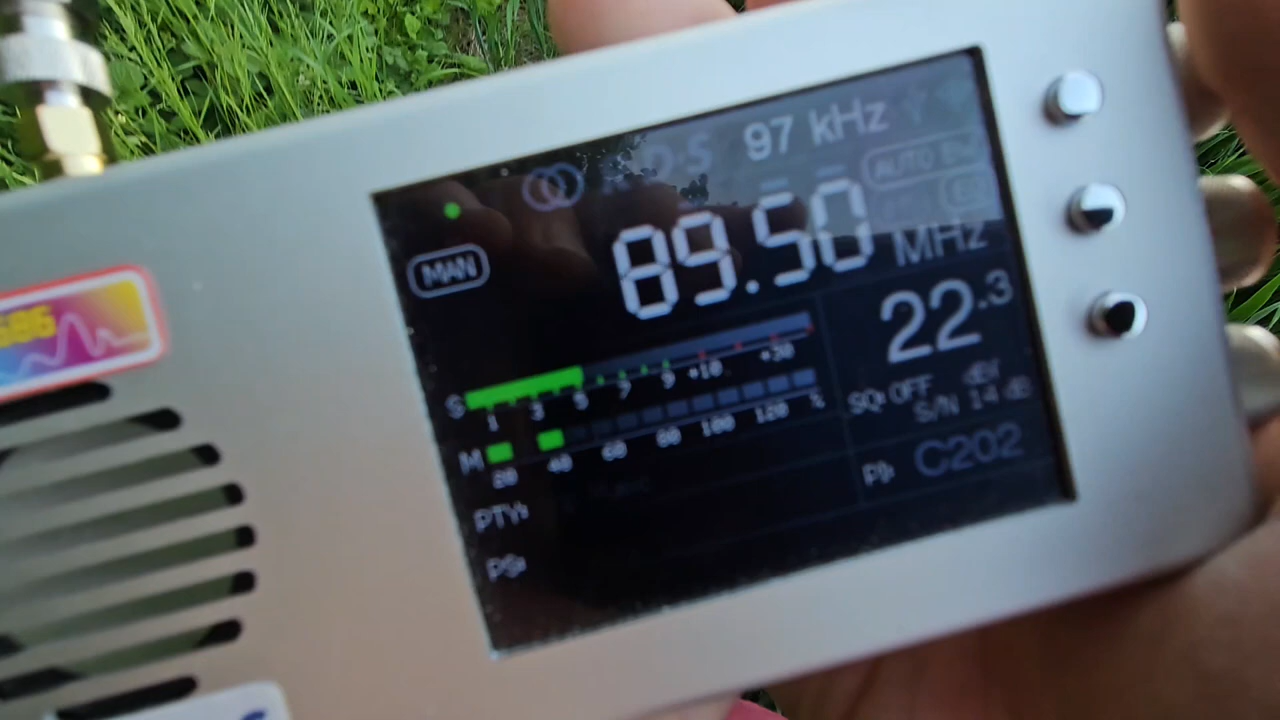 97 kHz
R·D·S
AUTO BW
MAN
89.50 MHz
22.3
dBf
S 1 3 5 7 9 +10 +30
SQ: OFF
S/N 14 dB
M 20 40 60 80 100 120 %
PI: C202
PTY:
PS: